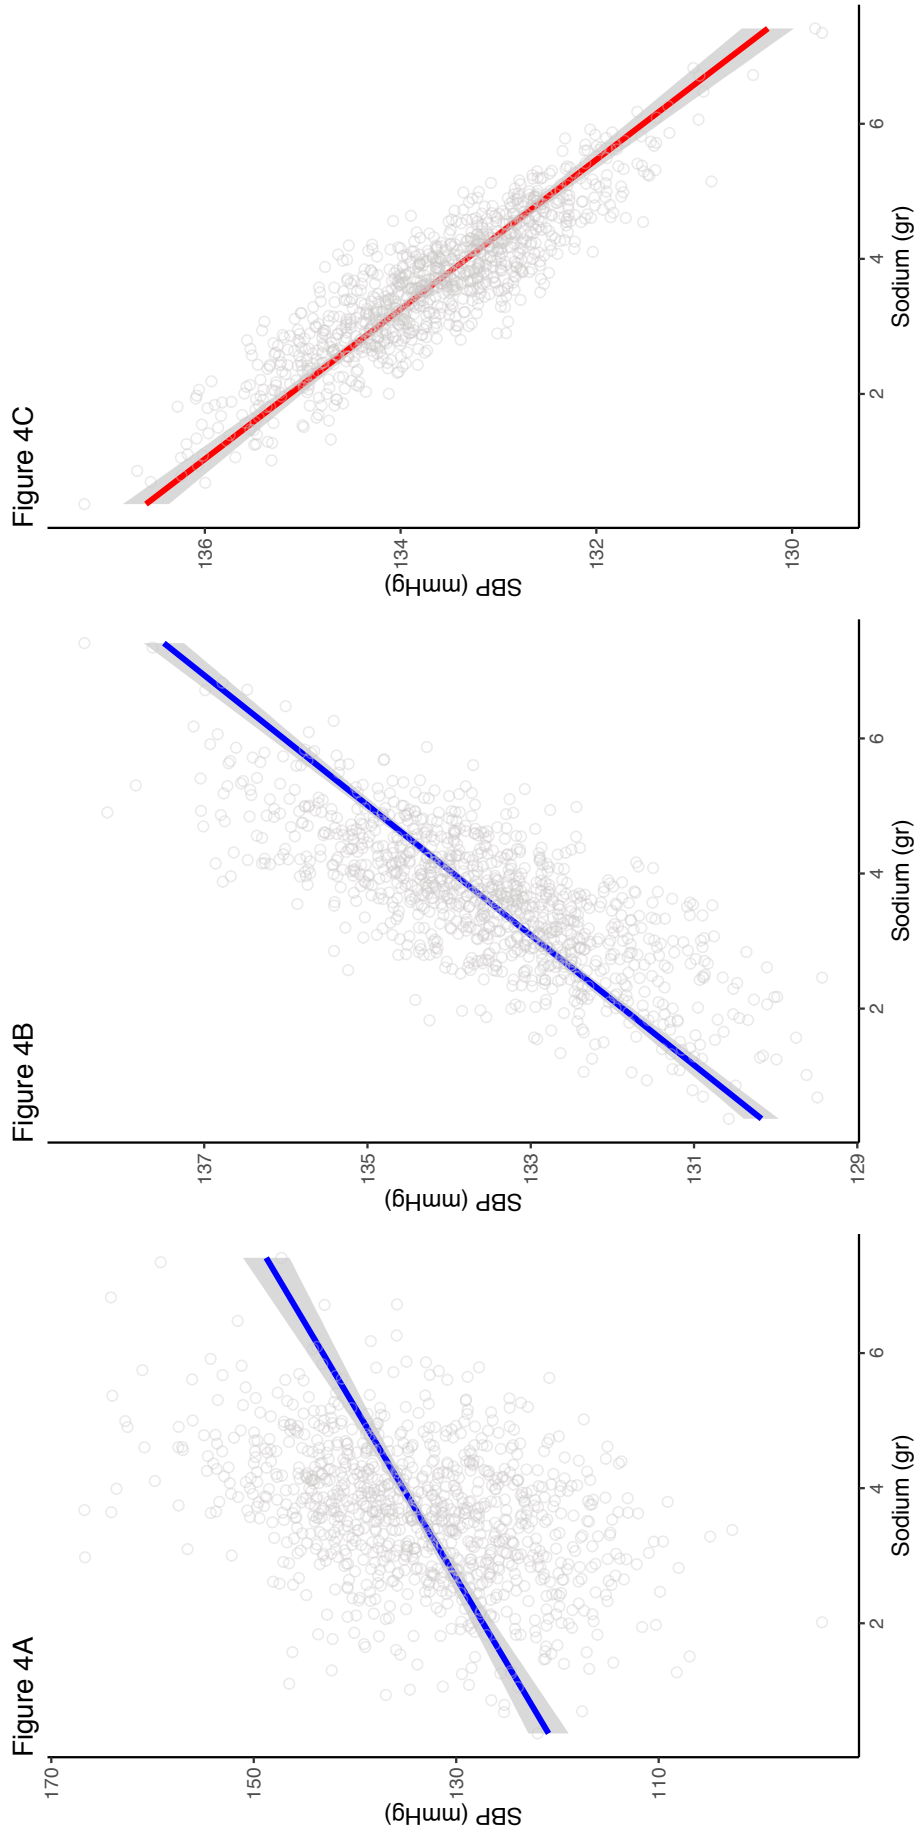 Figure 4A
170
150
130
110
SBP (mmHg)
2
4
6
Sodium (gr)
Figure 4B
137
135
133
131
129
SBP (mmHg)
2
4
6
Sodium (gr)
Figure 4C
136
134
132
130
SBP (mmHg)
2
4
6
Sodium (gr)